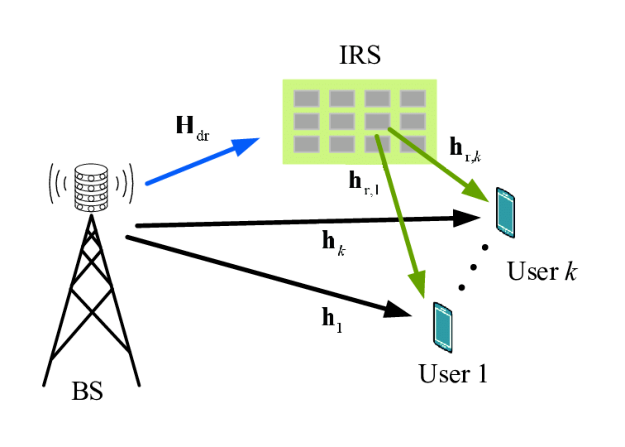 IRS
H_dr
h_r,k
h_r,1
h_k
h_1
User k
User 1
BS